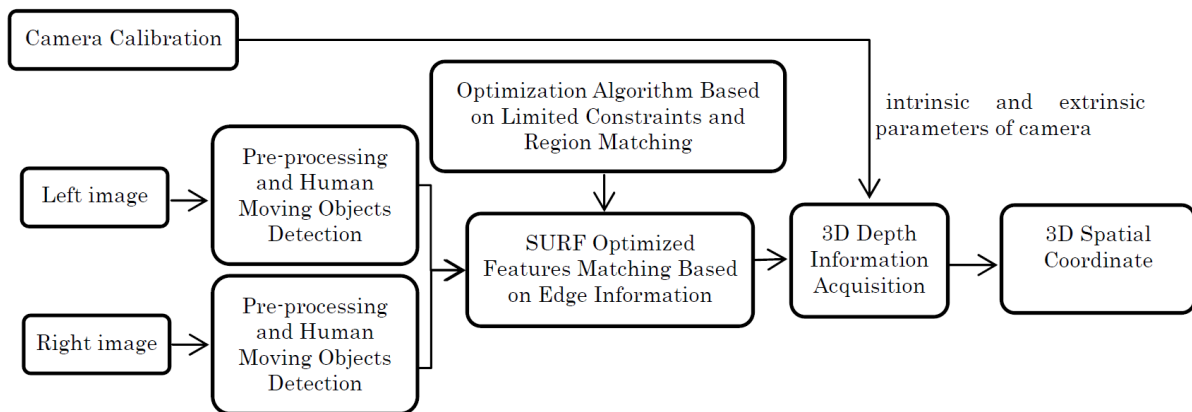 Camera Calibration
Optimization Algorithm Based
on Limited Constraints and
Region Matching
intrinsic and extrinsic
parameters of camera
Left image
Pre-processing
and Human
Moving Objects
Detection
SURF Optimized
Features Matching Based
on Edge Information
3D Depth
Information
Acquisition
3D Spatial
Coordinate
Right image
Pre-processing
and Human
Moving Objects
Detection